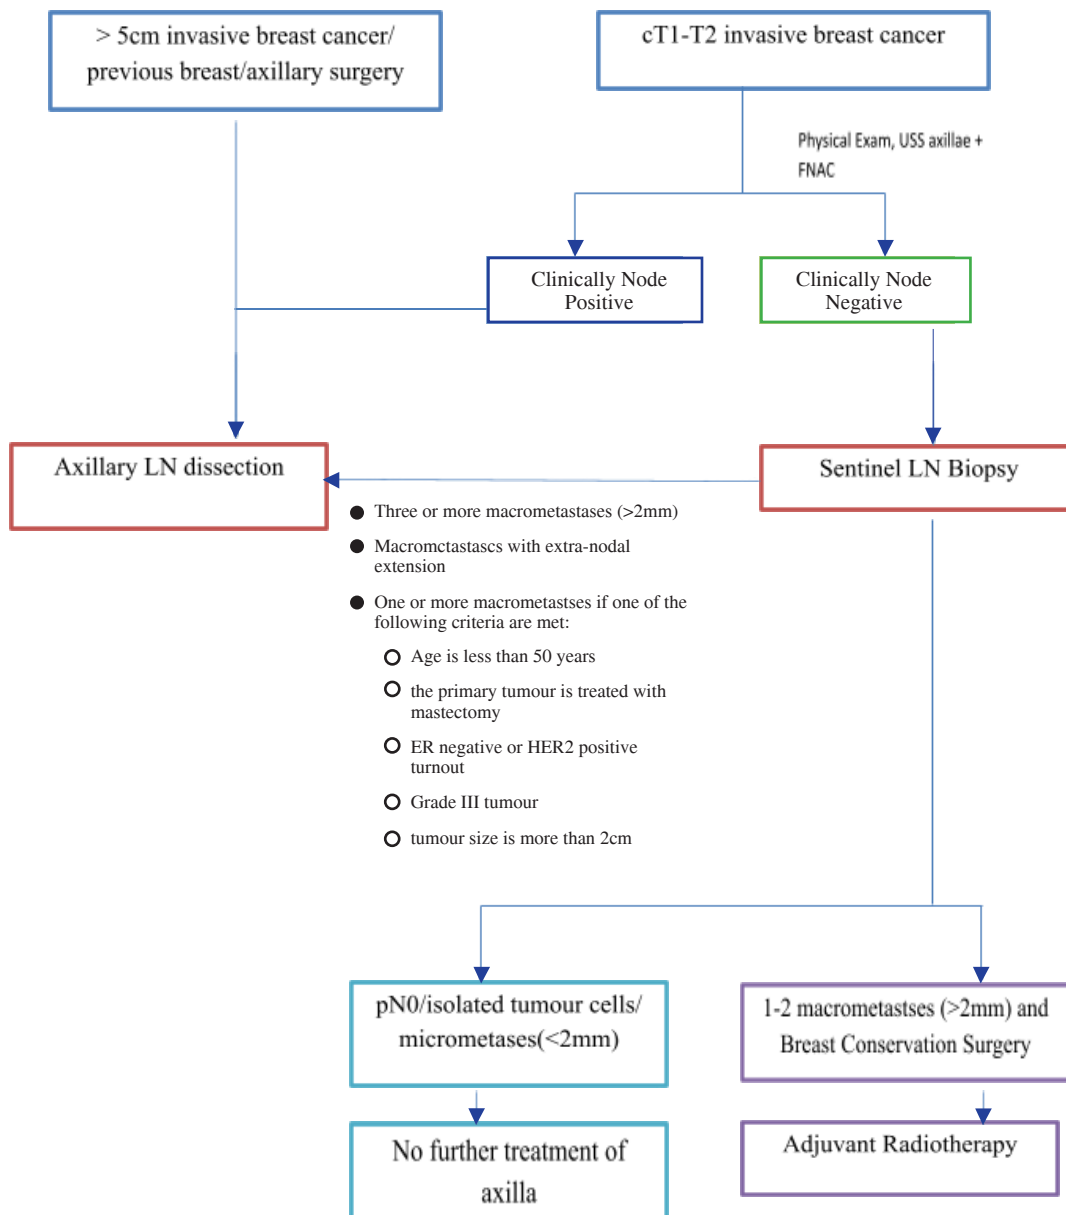 > 5cm invasive breast cancer/
previous breast/axillary surgery
cT1-T2 invasive breast cancer
Physical Exam, USS axillae +
FNAC
Clinically Node
Positive
Clinically Node
Negative
Axillary LN dissection
Sentinel LN Biopsy
● Three or more macrometastases (>2mm)
● Macromctastascs with extra-nodal
extension
● One or more macrometastses if one of the
following criteria are met:
○ Age is less than 50 years
○ the primary tumour is treated with
mastectomy
○ ER negative or HER2 positive
turnout
○ Grade III tumour
○ tumour size is more than 2cm
pN0/isolated tumour cells/
micrometases(<2mm)
1-2 macrometastses (>2mm) and
Breast Conservation Surgery
No further treatment of
axilla
Adjuvant Radiotherapy